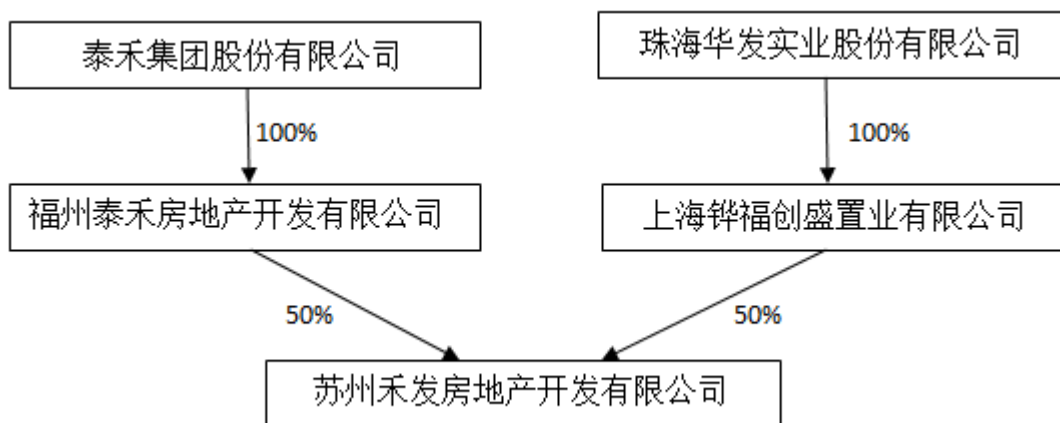 泰禾集团股份有限公司
珠海华发实业股份有限公司
100%
100%
福州泰禾房地产开发有限公司
上海铧福创盛置业有限公司
50%
50%
苏州禾发房地产开发有限公司